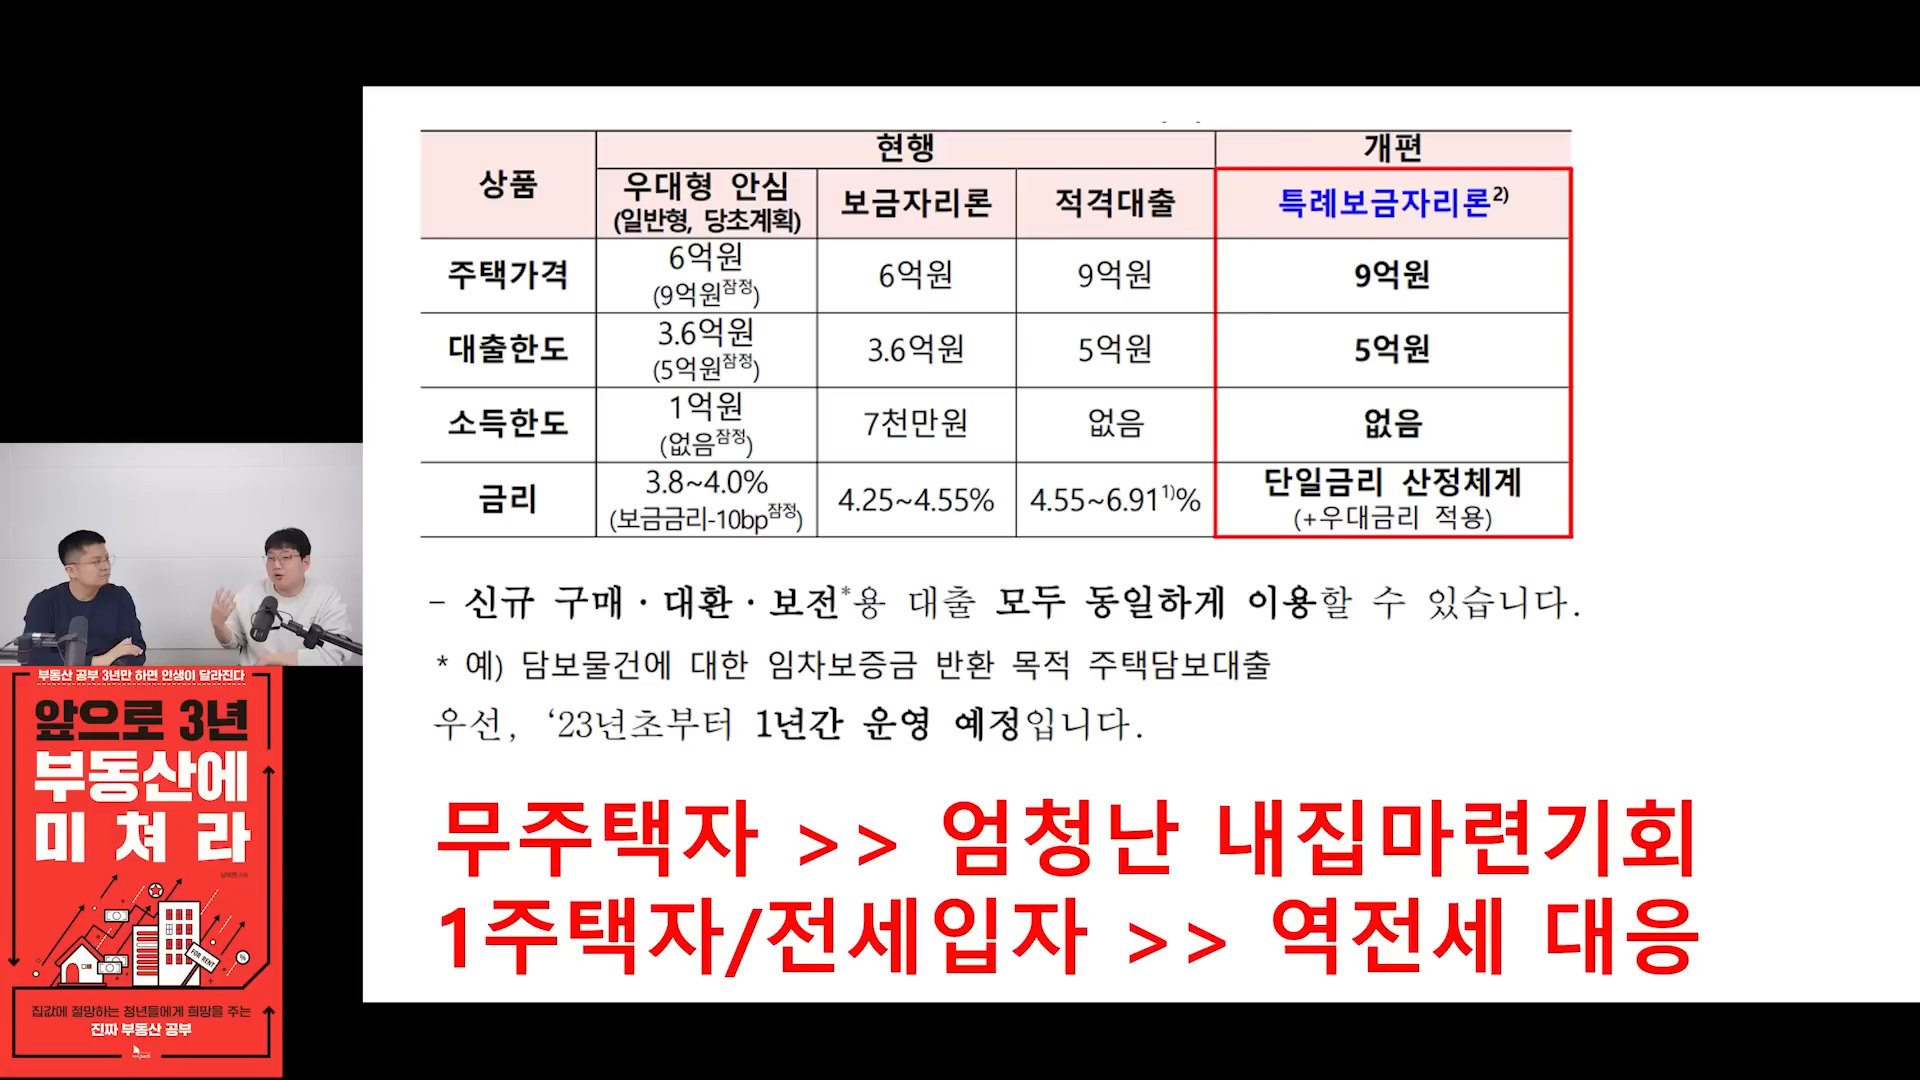 상품 현행 개편
우대형 안심 보금자리론 적격대출 특례보금자리론2)
(일반형, 당초계획)
주택가격 6억원 6억원 9억원 9억원
(9억원잠정)
대출한도 3.6억원 3.6억원 5억원 5억원
(5억원잠정)
소득한도 1억원 7천만원 없음 없음
(없음잠정)
금리 3.8~4.0% 4.25~4.55% 4.55~6.911)% 단일금리 산정체계
(보금금리-10bp잠정) (+우대금리 적용)
– 신규 구매·대환·보전*용 대출 모두 동일하게 이용할 수 있습니다.
* 예) 담보물건에 대한 임차보증금 반환 목적 주택담보대출
우선, ‘23년초부터 1년간 운영 예정입니다.
무주택자 >> 엄청난 내집마련기회
1주택자/전세입자 >> 역전세 대응
부동산 공부 3년만 하면 인생이 달라진다
앞으로 3년
부동산에
미쳐라
FOR RENT
%
집값에 절망하는 청년들에게 희망을 주는
진짜 부동산 공부